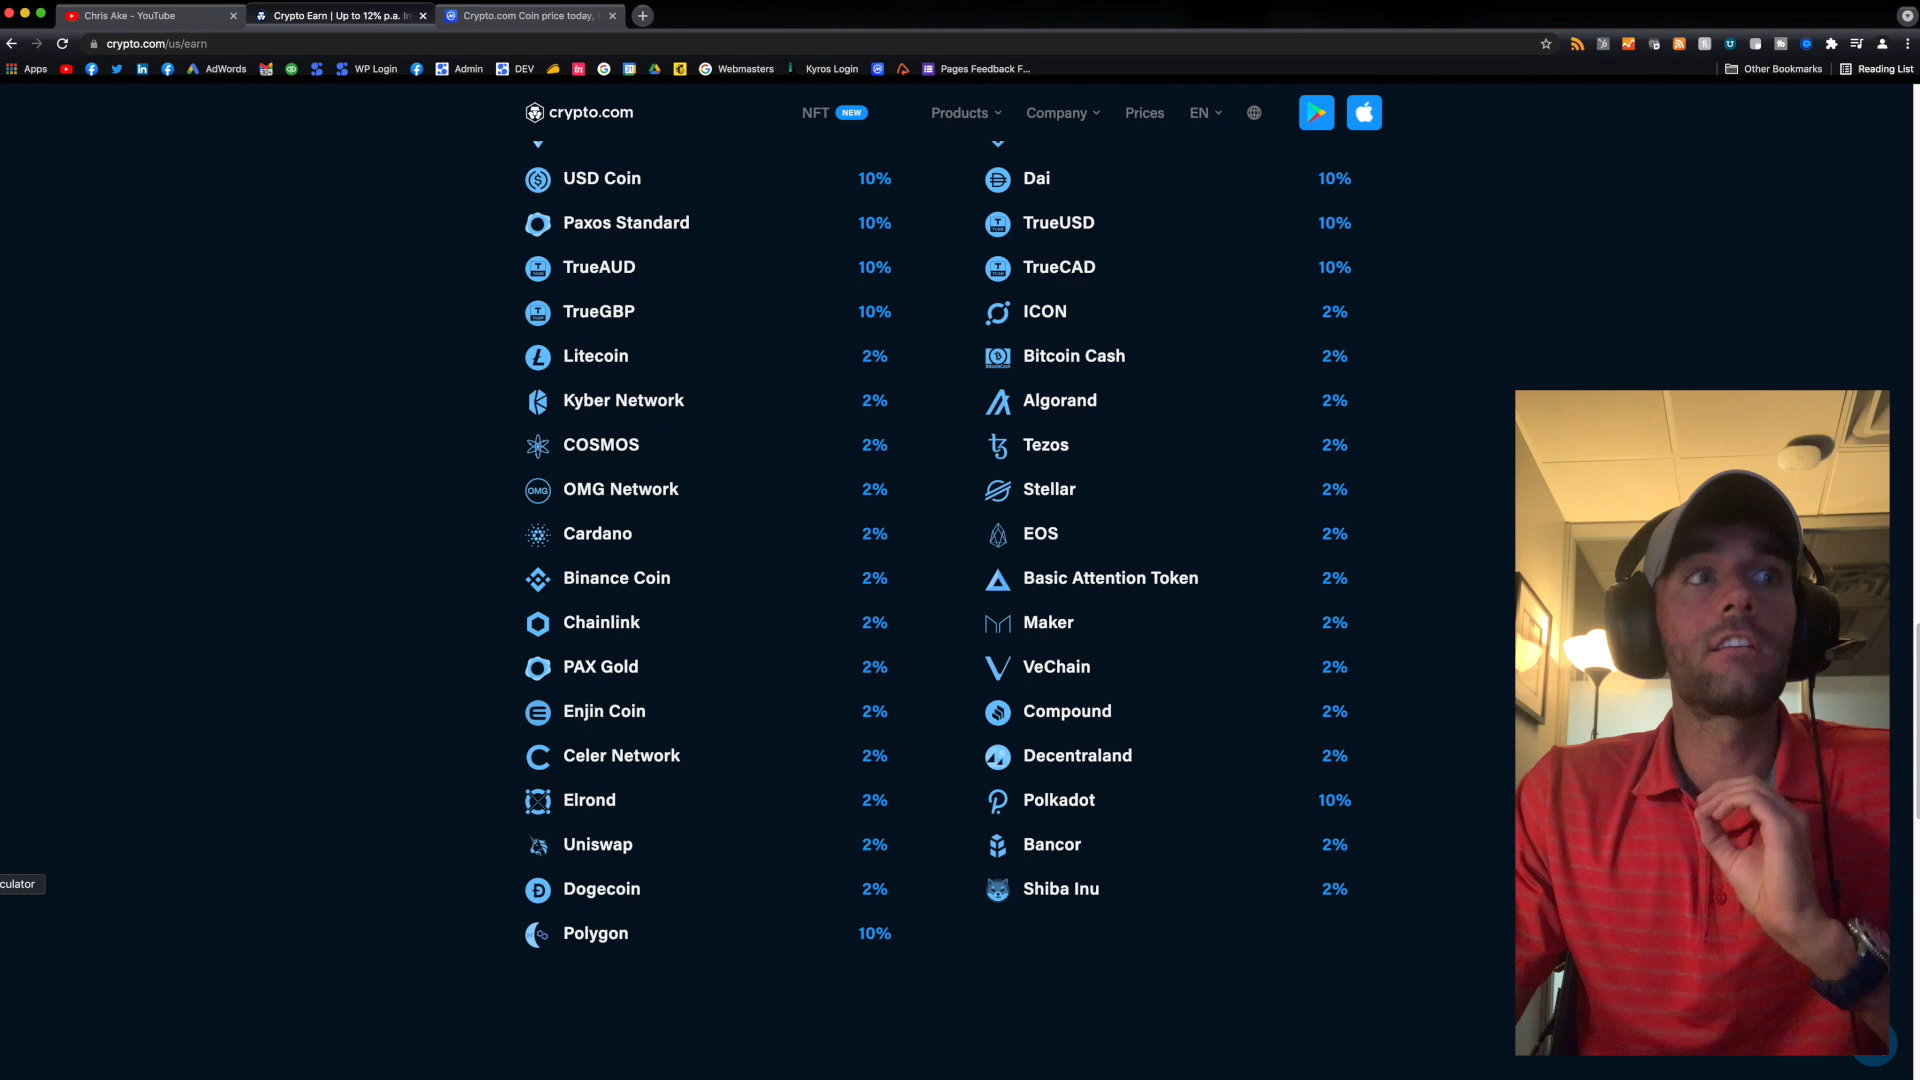 Chris Ake - YouTube
Crypto Earn | Up to 12% p.a. In
Crypto.com Coin price today,
crypto.com/us/earn
Apps
AdWords
WP Login
Admin
DEV
Webmasters
Kyros Login
Pages Feedback F...
Other Bookmarks
Reading List
crypto.com
NFT NEW
Products
Company
Prices
EN
USD Coin 10%
Dai 10%
Paxos Standard 10%
TrueUSD 10%
TrueAUD 10%
TrueCAD 10%
TrueGBP 10%
ICON 2%
Litecoin 2%
Bitcoin Cash 2%
Kyber Network 2%
Algorand 2%
COSMOS 2%
Tezos 2%
OMG Network 2%
Stellar 2%
Cardano 2%
EOS 2%
Binance Coin 2%
Basic Attention Token 2%
Chainlink 2%
Maker 2%
PAX Gold 2%
VeChain 2%
Enjin Coin 2%
Compound 2%
Celer Network 2%
Decentraland 2%
Elrond 2%
Polkadot 10%
Uniswap 2%
Bancor 2%
culator
Dogecoin 2%
Shiba Inu 2%
Polygon 10%